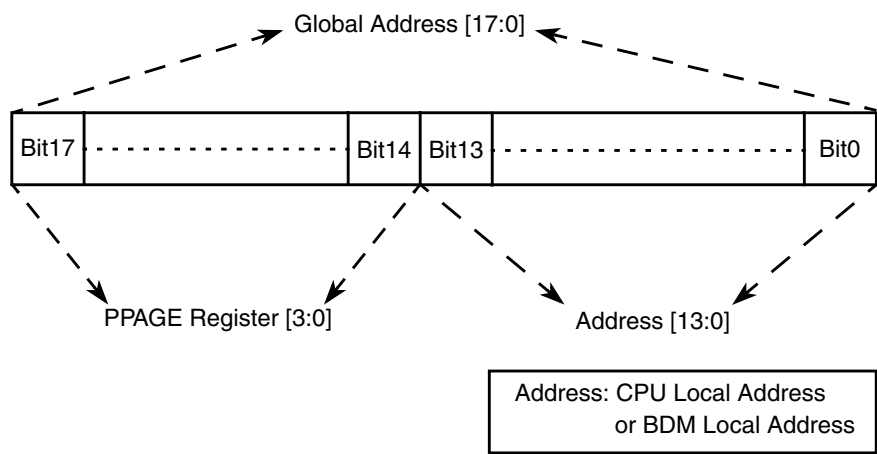 Global Address [17:0]
Bit17 Bit14 Bit13 Bit0
PPAGE Register [3:0] Address [13:0]
Address: CPU Local Address
or BDM Local Address